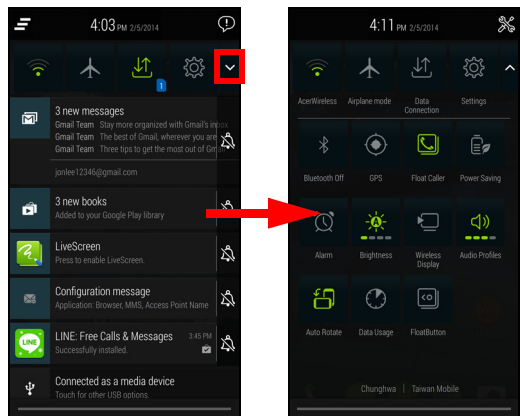 4:03 PM 2/5/2014
1
3 new messages
Gmail Team Stay more organized with Gmail's inbox
Gmail Team The best of Gmail, wherever you are
Gmail Team Three tips to get the most out of Gm
jonlee12346@gmail.com
3 new books
Added to your Google Play library
LiveScreen
Press to enable LiveScreen.
Configuration message
Application: Browser, MMS, Access Point Name
LINE
LINE: Free Calls & Messages 3:45 PM
Successfully installed.
Connected as a media device
Touch for other USB options.
4:11 PM 2/5/2014
AcerWireless Airplane mode Data Connection Settings
Bluetooth Off GPS Float Caller Power Saving
A
Alarm Brightness Wireless Display Audio Profiles
Auto Rotate Data Usage FloatButton
Chunghwa | Taiwan Mobile